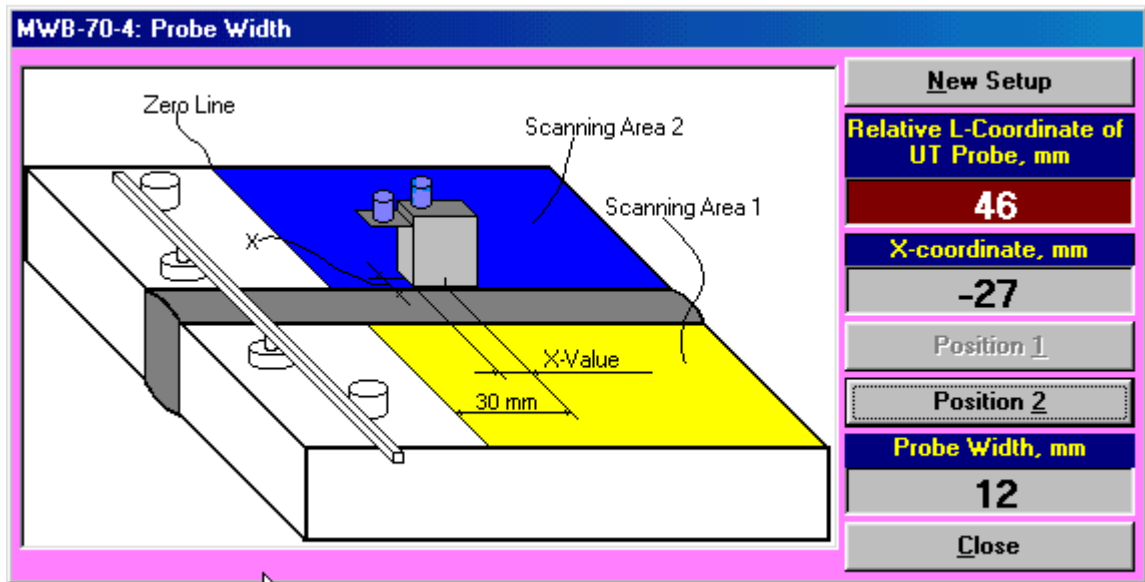 MWB-70-4: Probe Width
Zero Line
Scanning Area 2
Scanning Area 1
X
X-Value
30 mm
New Setup
Relative L-Coordinate of
UT Probe, mm
46
X-coordinate, mm
-27
Position 1
Position 2
Probe Width, mm
12
Close